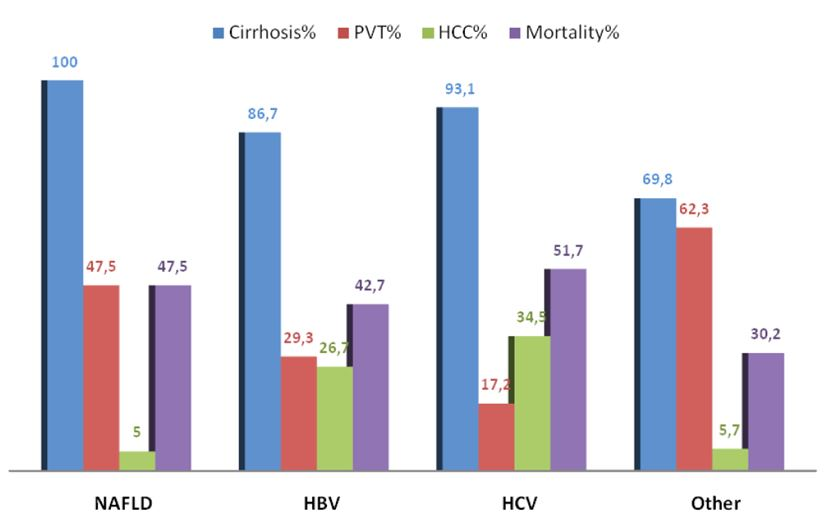 Cirrhosis% PVT% HCC% Mortality%
100 47,5 5 47,5
86,7 29,3 26,7 42,7
93,1 17,2 34,5 51,7
69,8 62,3 5,7 30,2
NAFLD HBV HCV Other